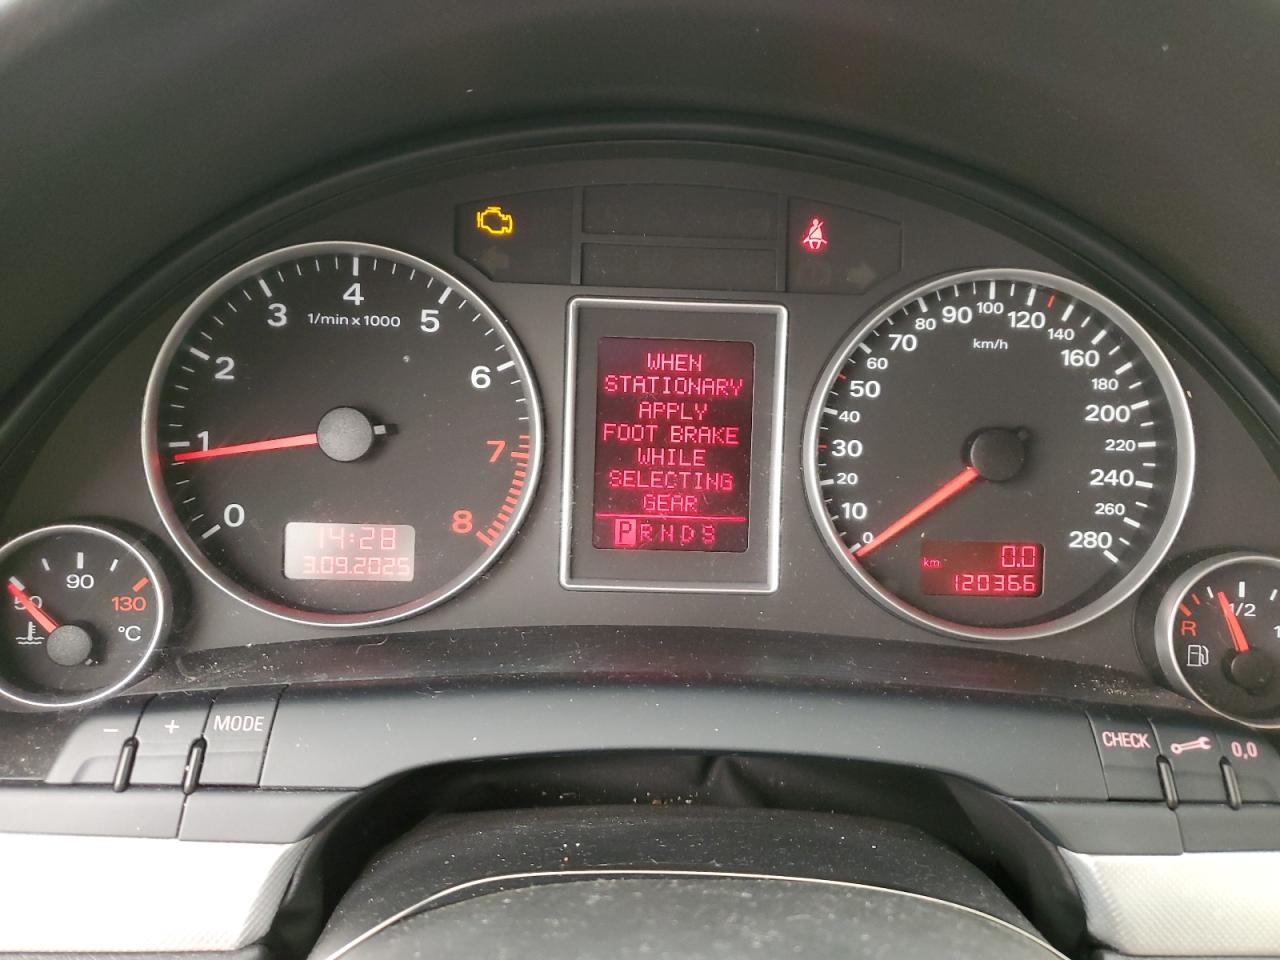 4
3
5
1/min x 1000
2
6
1
7
0
8
14:28
3.09.2025
50
90
130
°C
WHEN
STATIONARY
APPLY
FOOT BRAKE
WHILE
SELECTING
GEAR
PRNDS
0
10
20
30
40
50
60
70
80
90
100
120
140
160
180
200
220
240
260
280
km/h
km
0.0
120366
R
1/2
-
+
MODE
CHECK
0,0